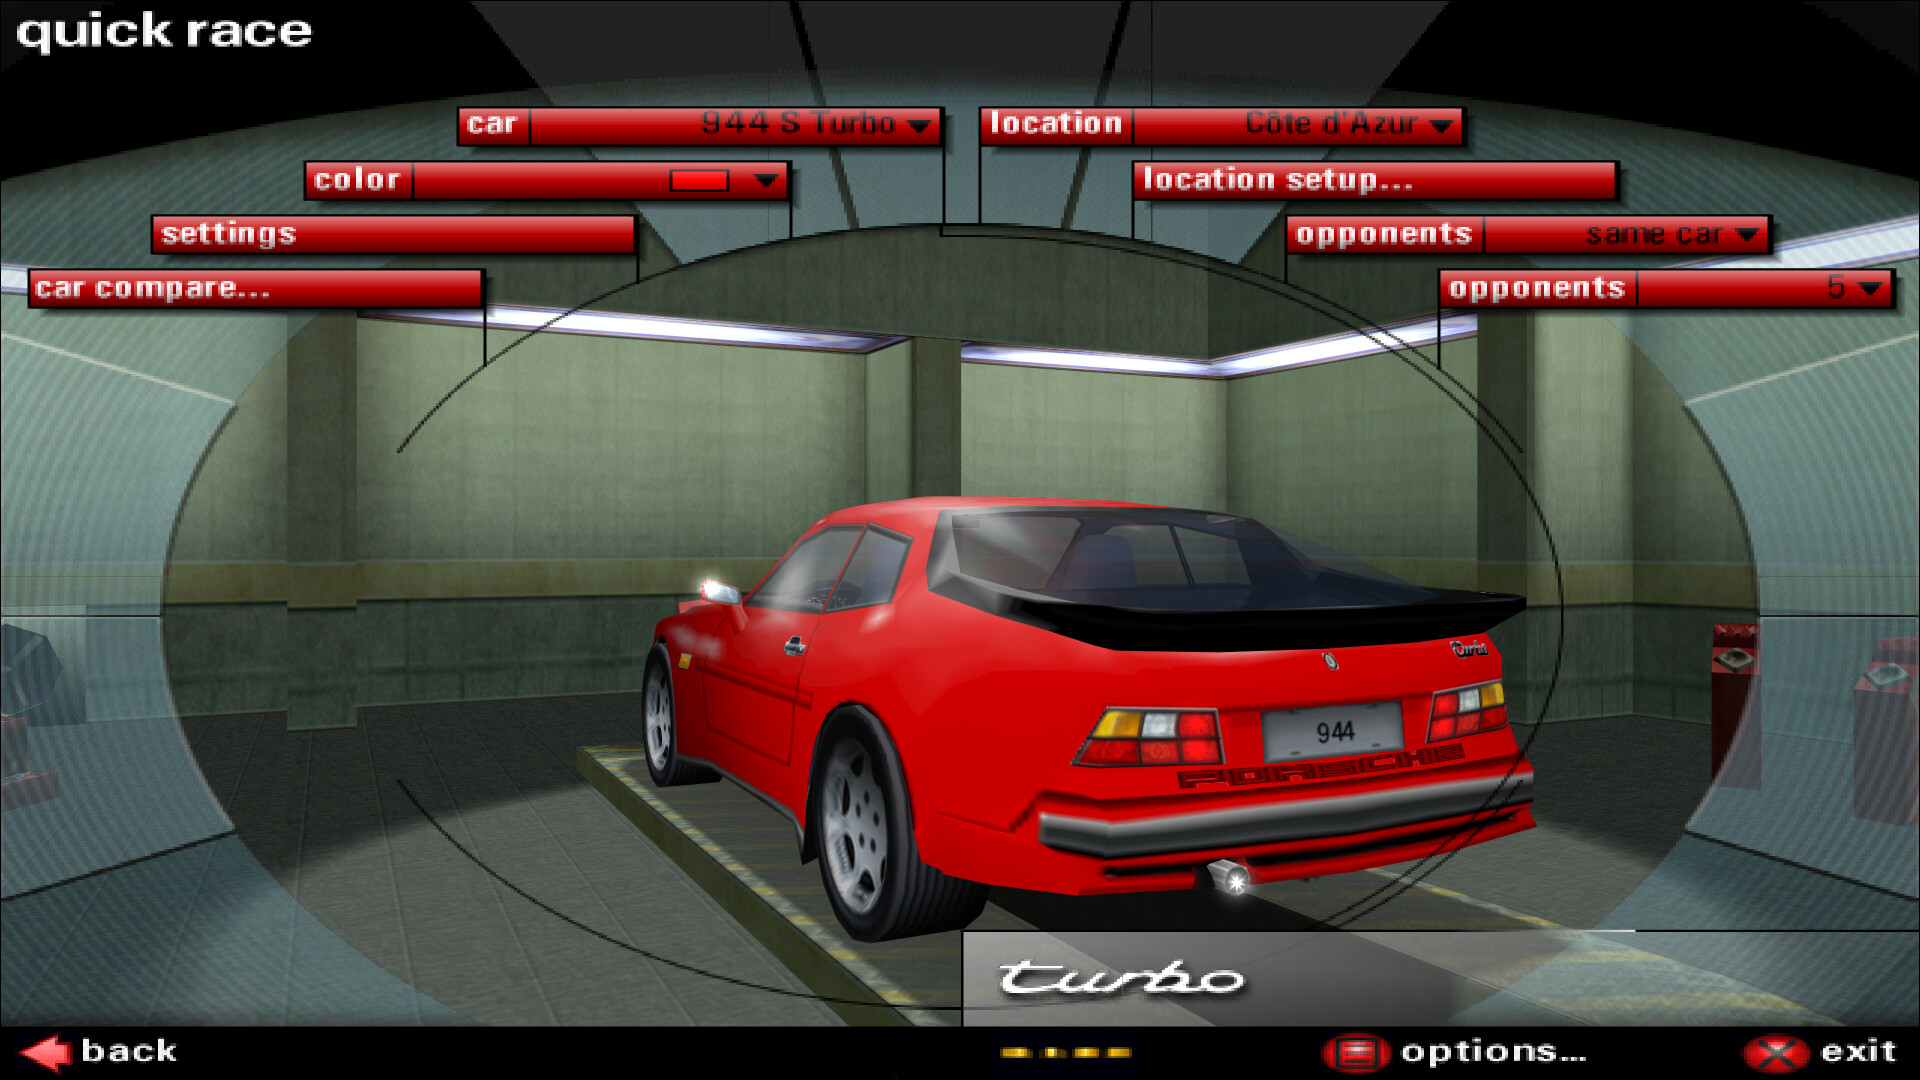 quick race
car 944 S Turbo
location Côte d'Azur
color
location setup...
settings
opponents same car
car compare...
opponents 5
Turbo
944
PORSCHE
turbo
back
options...
exit